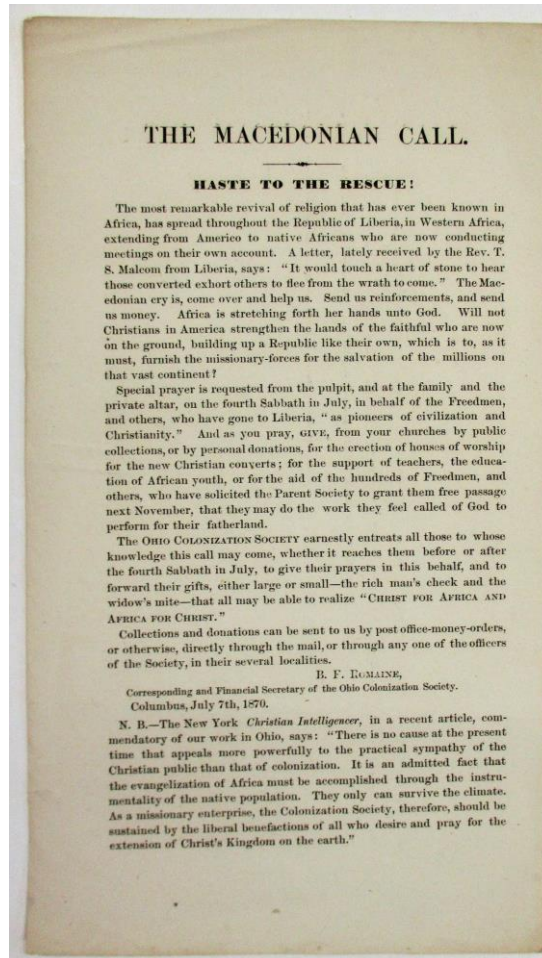 THE MACEDONIAN CALL.
HASTE TO THE RESCUE!
The most remarkable revival of religion that has ever been known in
Africa, has spread throughout the Republic of Liberia, in Western Africa,
extending from Americo to native Africans who are now conducting
meetings on their own account. A letter, lately received by the Rev. T.
S. Malcom from Liberia, says: "It would touch a heart of stone to hear
those converted exhort others to flee from the wrath to come." The Mac-
edonian cry is, come over and help us. Send us reinforcements, and send
us money. Africa is stretching forth her hands unto God. Will not
Christians in America strengthen the hands of the faithful who are now
on the ground, building up a Republic like their own, which is to, as it
must, furnish the missionary-forces for the salvation of the millions on
that vast continent?
Special prayer is requested from the pulpit, and at the family and the
private altar, on the fourth Sabbath in July, in behalf of the Freedmen,
and others, who have gone to Liberia, "as pioneers of civilization and
Christianity." And as you pray, GIVE, from your churches by public
collections, or by personal donations, for the erection of houses of worship
for the new Christian converts; for the support of teachers, the educa-
tion of African youth, or for the aid of the hundreds of Freedmen, and
others, who have solicited the Parent Society to grant them free passage
next November, that they may do the work they feel called of God to
perform for their fatherland.
The OHIO COLONIZATION SOCIETY earnestly entreats all those to whose
knowledge this call may come, whether it reaches them before or after
the fourth Sabbath in July, to give their prayers in this behalf, and to
forward their gifts, either large or small—the rich man's check and the
widow's mite—that all may be able to realize "CHRIST FOR AFRICA AND
AFRICA FOR CHRIST."
Collections and donations can be sent to us by post office-money-orders,
or otherwise, directly through the mail, or through any one of the officers
of the Society, in their several localities.
B. F. ROMAINE,
Corresponding and Financial Secretary of the Ohio Colonization Society.
Columbus, July 7th, 1870.
N. B.—The New York Christian Intelligencer, in a recent article, com-
mendatory of our work in Ohio, says: "There is no cause at the present
time that appeals more powerfully to the practical sympathy of the
Christian public than that of colonization. It is an admitted fact that
the evangelization of Africa must be accomplished through the instru-
mentality of the native population. They only can survive the climate.
As a missionary enterprise, the Colonization Society, therefore, should be
sustained by the liberal benefactions of all who desire and pray for the
extension of Christ's Kingdom on the earth."